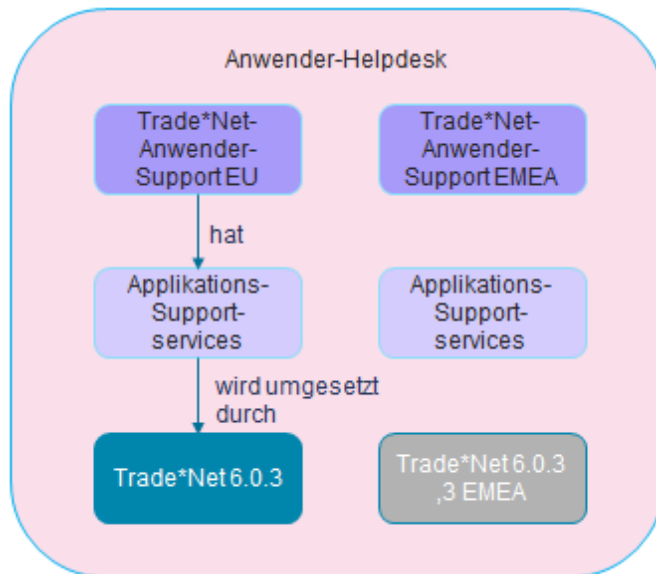 Anwender-Helpdesk
Trade*Net-
Anwender-
Support EU
Trade*Net-
Anwender-
Support EMEA
hat
Applikations-
Support-
services
Applikations-
Support-
services
wird umgesetzt
durch
Trade*Net 6.0.3
Trade*Net 6.0.3
,3 EMEA